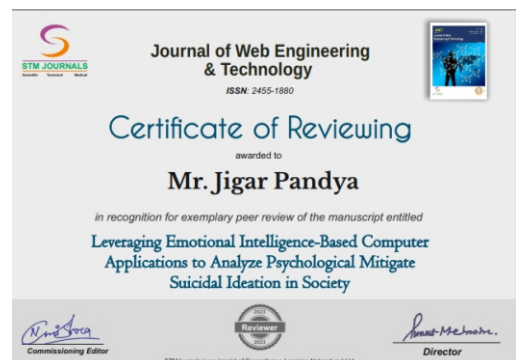 STM JOURNALS
Scientific Technical Medical
Journal of Web Engineering
& Technology
ISSN: 2455-1880
Certificate of Reviewing
awarded to
Mr. Jigar Pandya
in recognition for exemplary peer review of the manuscript entitled
Leveraging Emotional Intelligence-Based Computer
Applications to Analyze Psychological Mitigate
Suicidal Ideation in Society
2023
Reviewer
2023
Commissioning Editor
Director